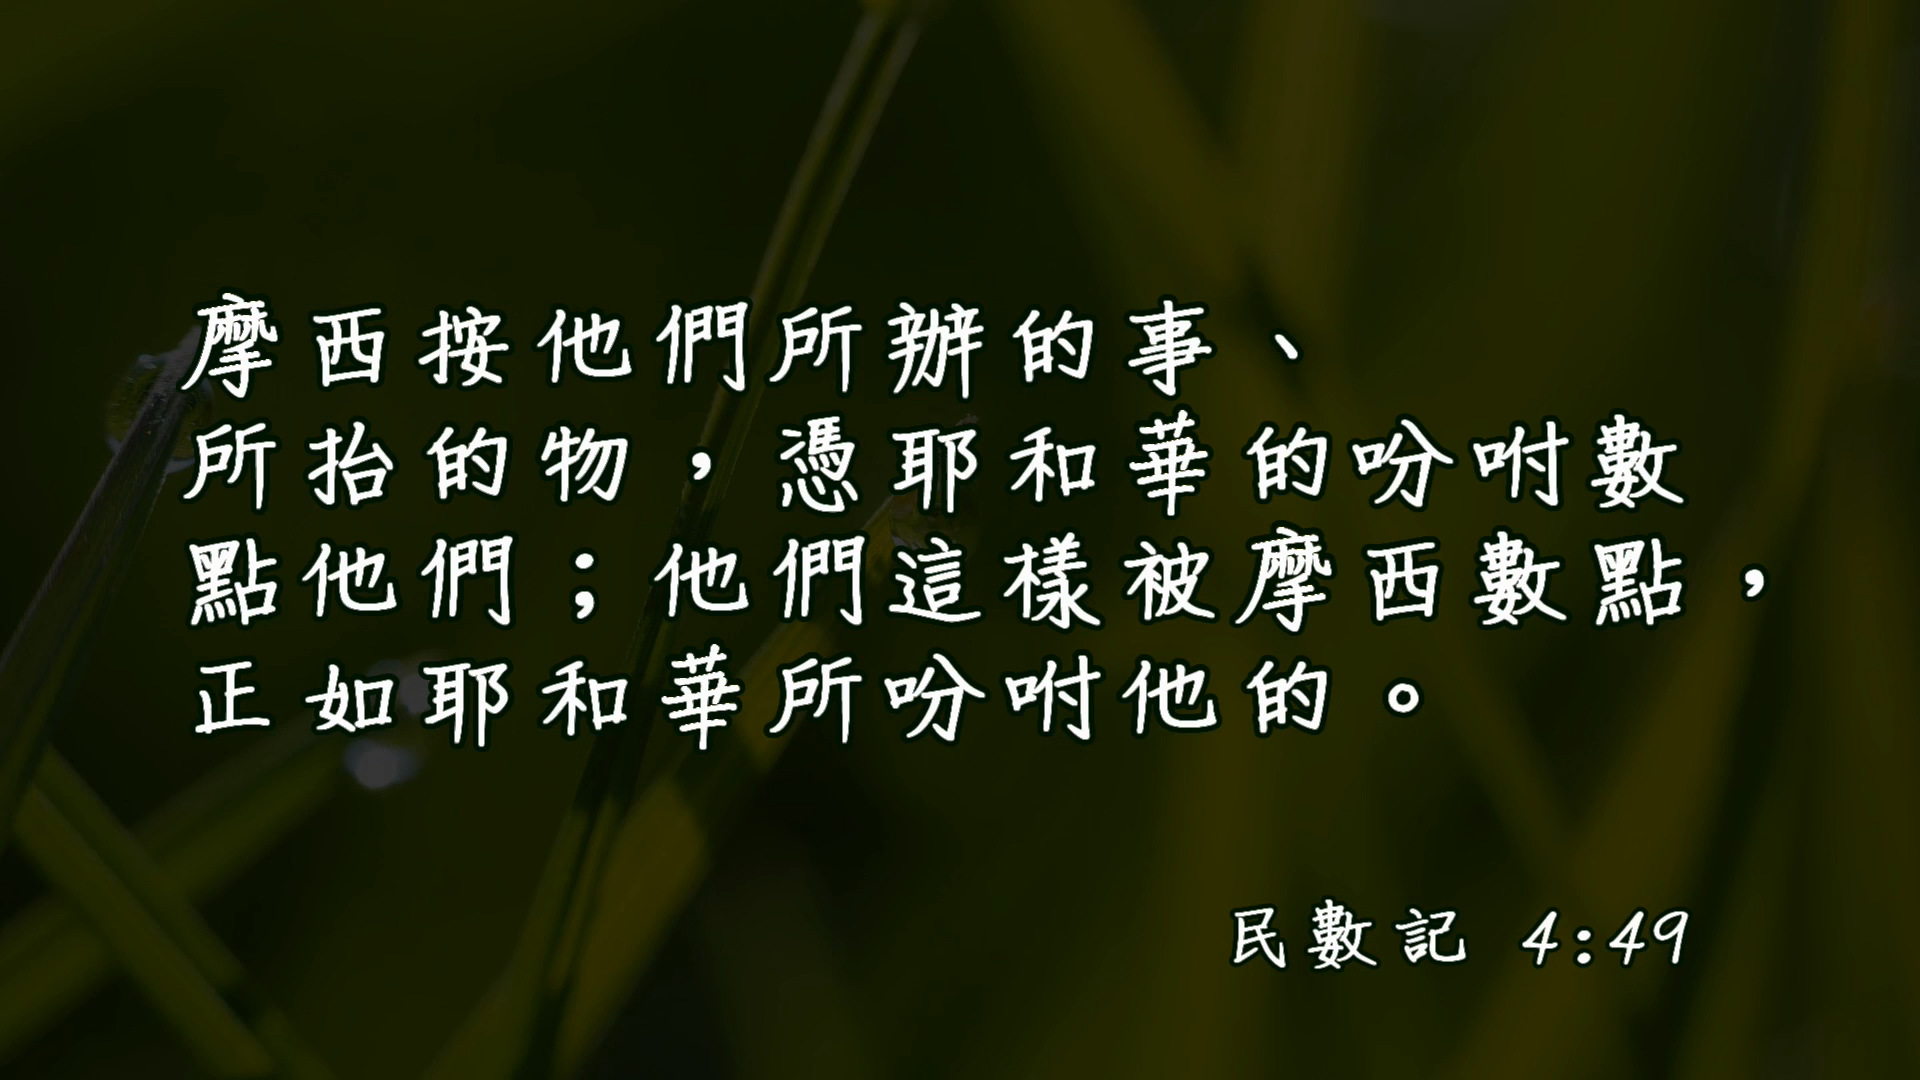 摩西按他們所辦的事、
所抬的物，憑耶和華的吩咐數
點他們；他們這樣被摩西數點，
正如耶和華所吩咐他的。
民數記 4:49